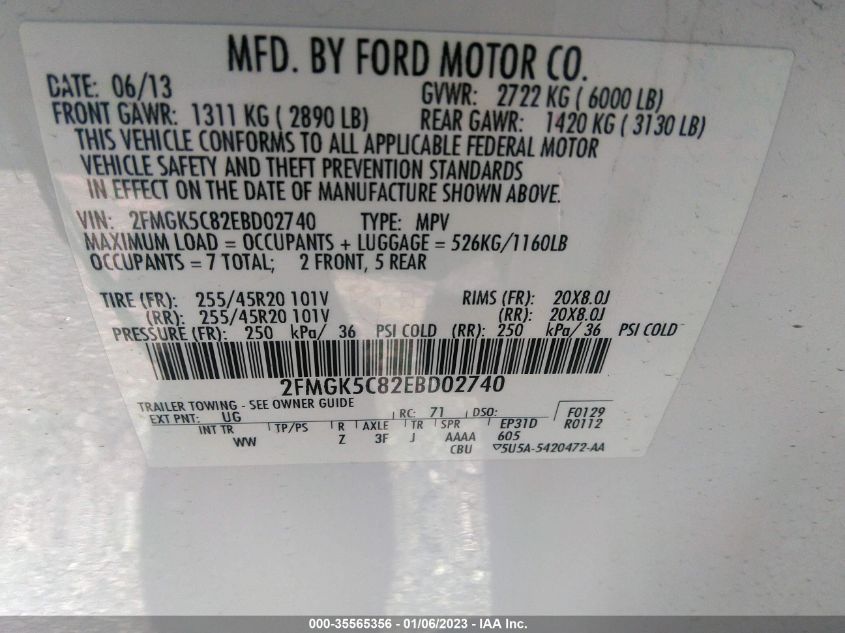 MFD. BY FORD MOTOR CO.
DATE: 06/13 GVWR: 2722 KG ( 6000 LB)
FRONT GAWR: 1311 KG ( 2890 LB) REAR GAWR: 1420 KG ( 3130 LB)
THIS VEHICLE CONFORMS TO ALL APPLICABLE FEDERAL MOTOR
VEHICLE SAFETY AND THEFT PREVENTION STANDARDS
IN EFFECT ON THE DATE OF MANUFACTURE SHOWN ABOVE.
VIN: 2FMGK5C82EBD02740 TYPE: MPV
MAXIMUM LOAD = OCCUPANTS + LUGGAGE = 526KG/1160LB
OCCUPANTS = 7 TOTAL; 2 FRONT, 5 REAR
TIRE (FR): 255/45R20 101V RIMS (FR): 20X8.0J
(RR): 255/45R20 101V (RR): 20X8.0J
PRESSURE (FR): 250 kPa/ 36 PSI COLD (RR): 250 kPa/ 36 PSI COLD
2FMGK5C82EBD02740
TRAILER TOWING - SEE OWNER GUIDE
EXT PNT: UG RC: 71 DSO: F0129
R0112
INT TR TP/PS R AXLE TR SPR EP31D
WW Z 3F J AAAA 605
CBU 5U5A-5420472-AA
000-35565356 - 01/06/2023 - IAA Inc.